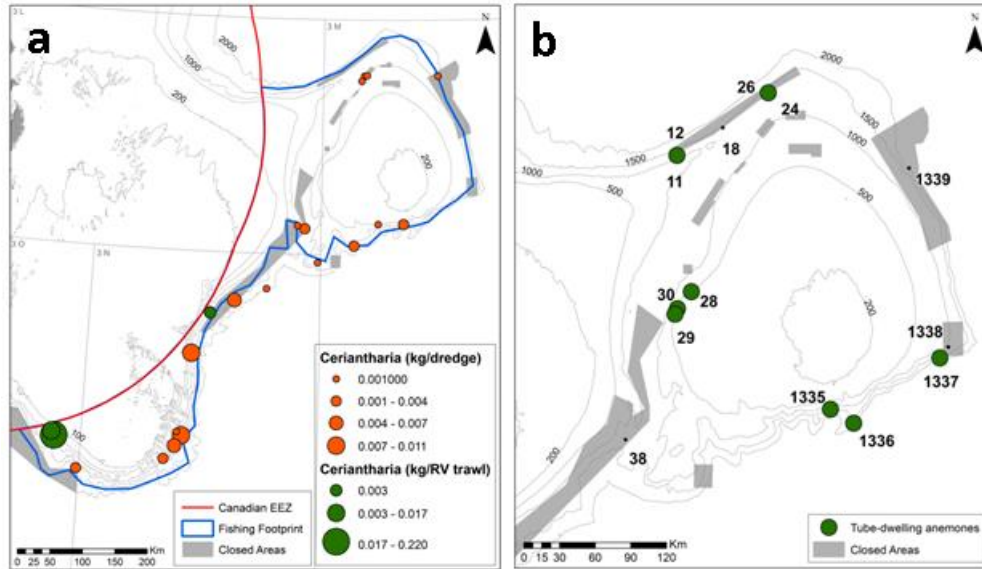 a
N
3 L
3 M
2000
1000
200
200
3 O
3 N
100
Ceriantharia (kg/dredge)
0.001000
0.001 - 0.004
0.004 - 0.007
0.007 - 0.011
Ceriantharia (kg/RV trawl)
0.003
0.003 - 0.017
0.017 - 0.220
Canadian EEZ
Fishing Footprint
Closed Areas
0 25 50 100 150 200 Km
b
N
2000
26
24
1500
12
18
1000
11
1500
1000
500
1339
500
30
28
29
200
1338
1337
1335
1336
38
200
Tube-dwelling anemones
Closed Areas
0 15 30 60 90 120 Km